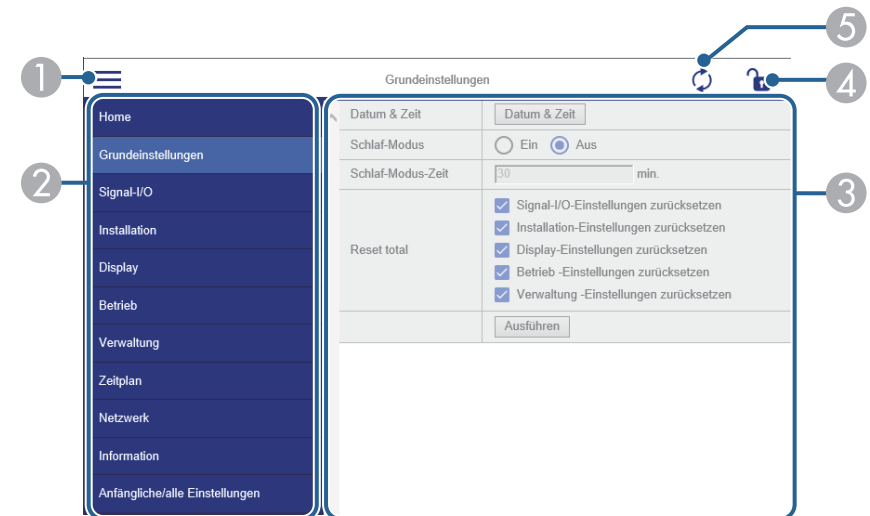 5
1
Grundeinstellungen
4
Home
Grundeinstellungen
Signal-I/O
Installation
Display
Betrieb
Verwaltung
Zeitplan
Netzwerk
Information
Anfängliche/alle Einstellungen
2
Datum & Zeit
Datum & Zeit
Schlaf-Modus
Ein
Aus
Schlaf-Modus-Zeit
30
min.
Reset total
Signal-I/O-Einstellungen zurücksetzen
Installation-Einstellungen zurücksetzen
Display-Einstellungen zurücksetzen
Betrieb -Einstellungen zurücksetzen
Verwaltung -Einstellungen zurücksetzen
Ausführen
3